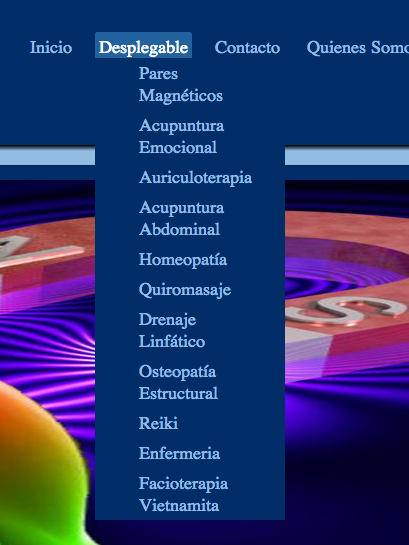 Inicio Desplegable Contacto Quienes Somo
Pares
Magnéticos
Acupuntura
Emocional
Auriculoterapia
Acupuntura
Abdominal
Homeopatía
Quiromasaje
Drenaje
Linfático
Osteopatía
Estructural
Reiki
Enfermeria
Facioterapia
Vietnamita
S